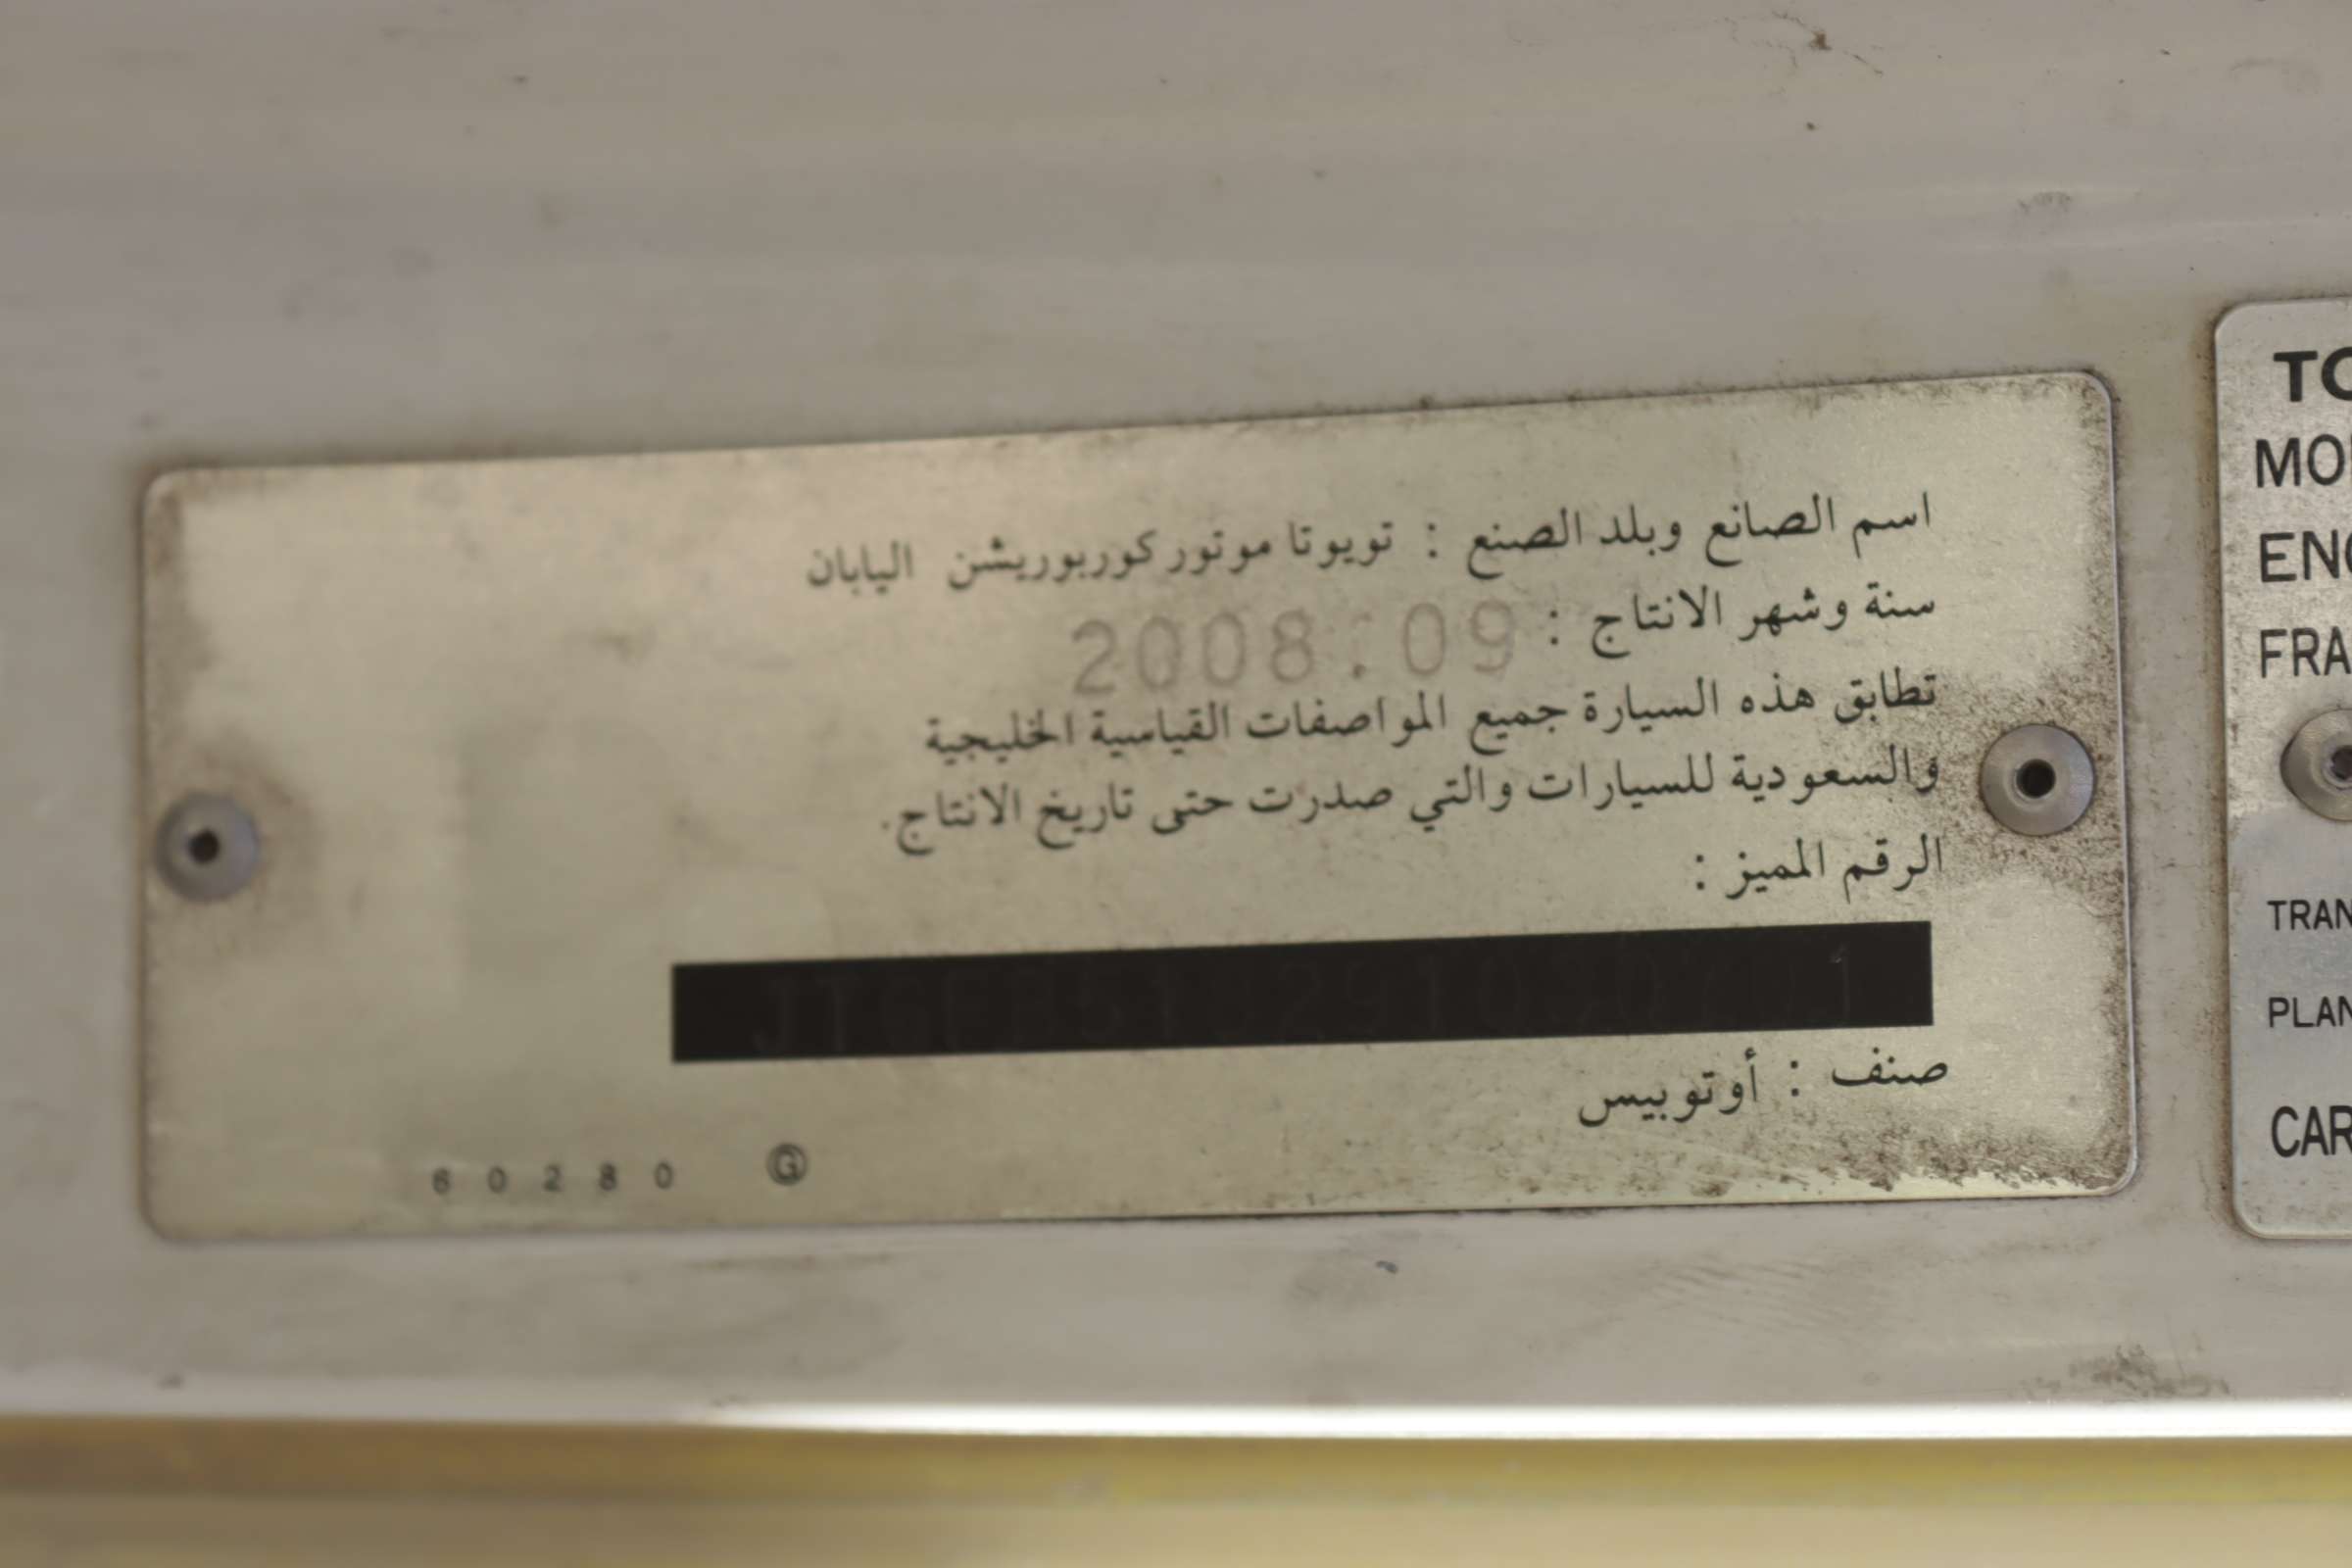 اسم الصانع وبلد الصنع : تويوتا موتور كوربوريشن اليابان
سنة وشهر الانتاج : 2008.09
تطابق هذه السيارة جميع المواصفات القياسية الخليجية
والسعودية للسيارات والتي صدرت حتى تاريخ الانتاج.
الرقم المميز :
صنف : أوتوبيس
60280 G
TO
MO
ENG
FRA
TRAN
PLAN
CAR